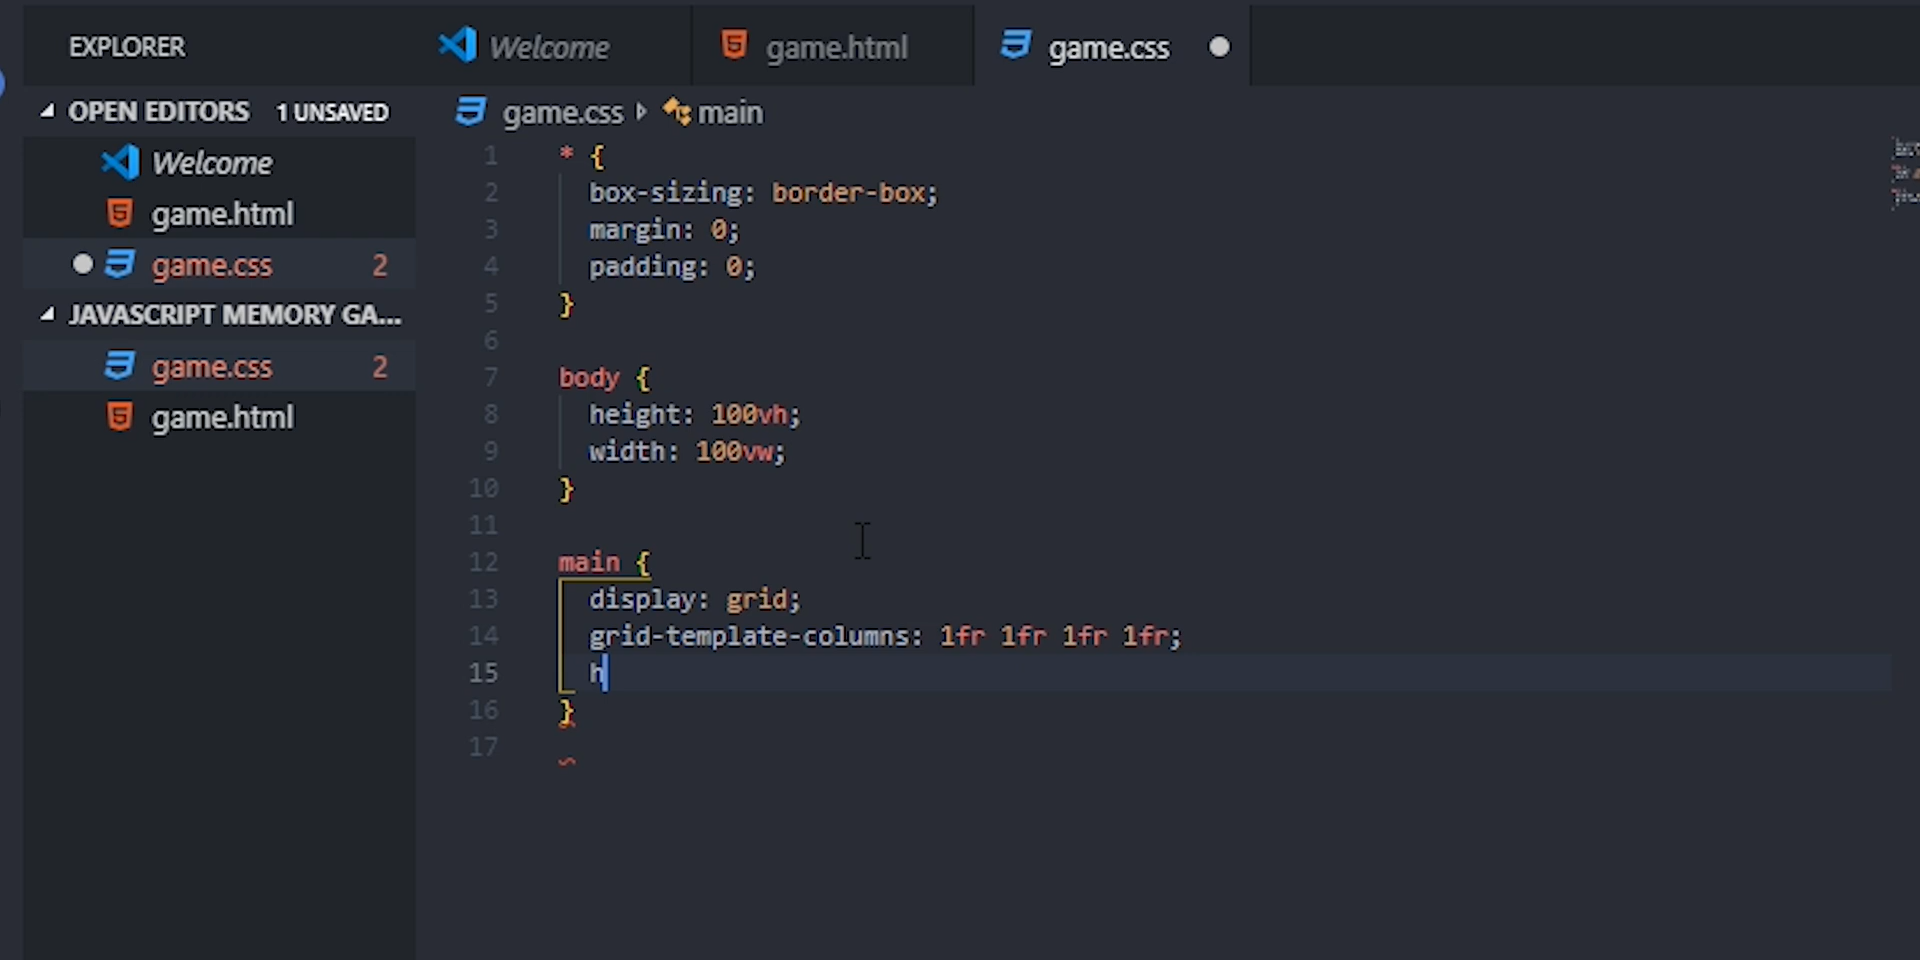 EXPLORER
Welcome
game.html
game.css
OPEN EDITORS 1 UNSAVED
Welcome
game.html
game.css 2
JAVASCRIPT MEMORY GA...
game.css 2
game.html
game.css main
1 * {
2 box-sizing: border-box;
3 margin: 0;
4 padding: 0;
5 }
6
7 body {
8 height: 100vh;
9 width: 100vw;
10 }
11
12 main {
13 display: grid;
14 grid-template-columns: 1fr 1fr 1fr 1fr;
15 h
16 }
17